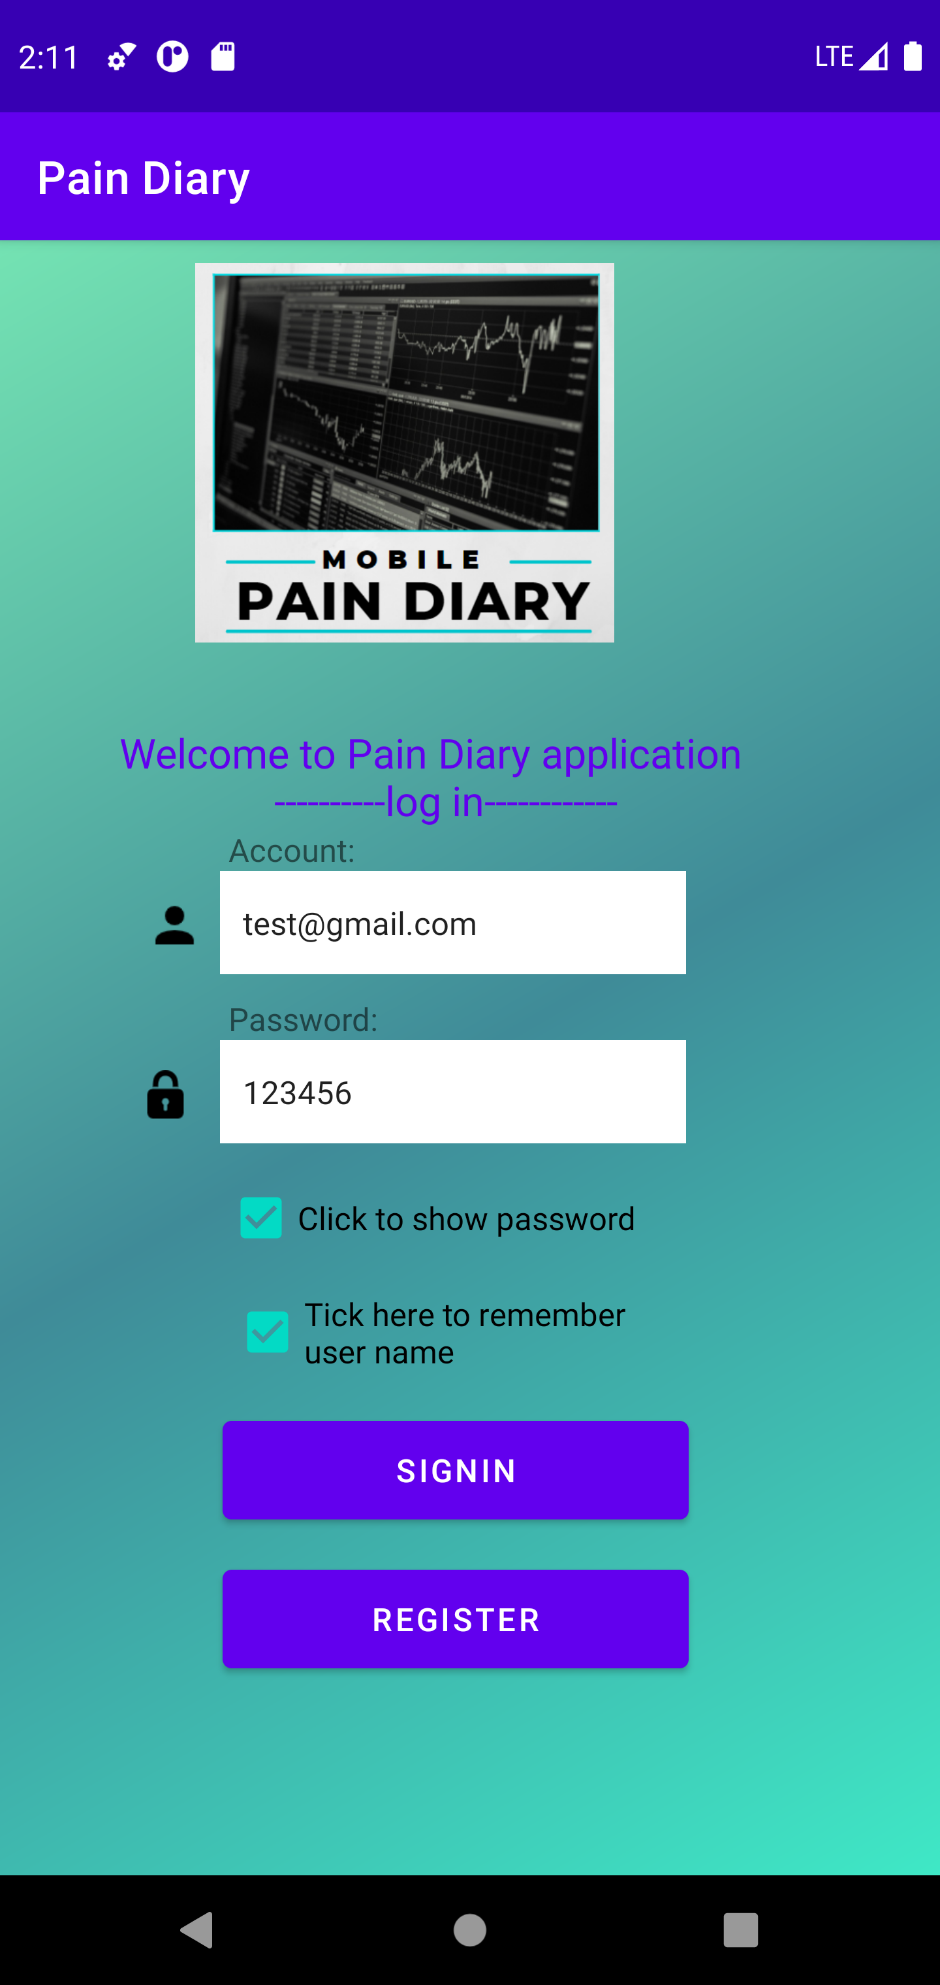 2:11
LTE
Pain Diary
MOBILE
PAIN DIARY
Welcome to Pain Diary application
----------log in------------
Account:
test@gmail.com
Password:
123456
Click to show password
Tick here to remember
user name
SIGNIN
REGISTER